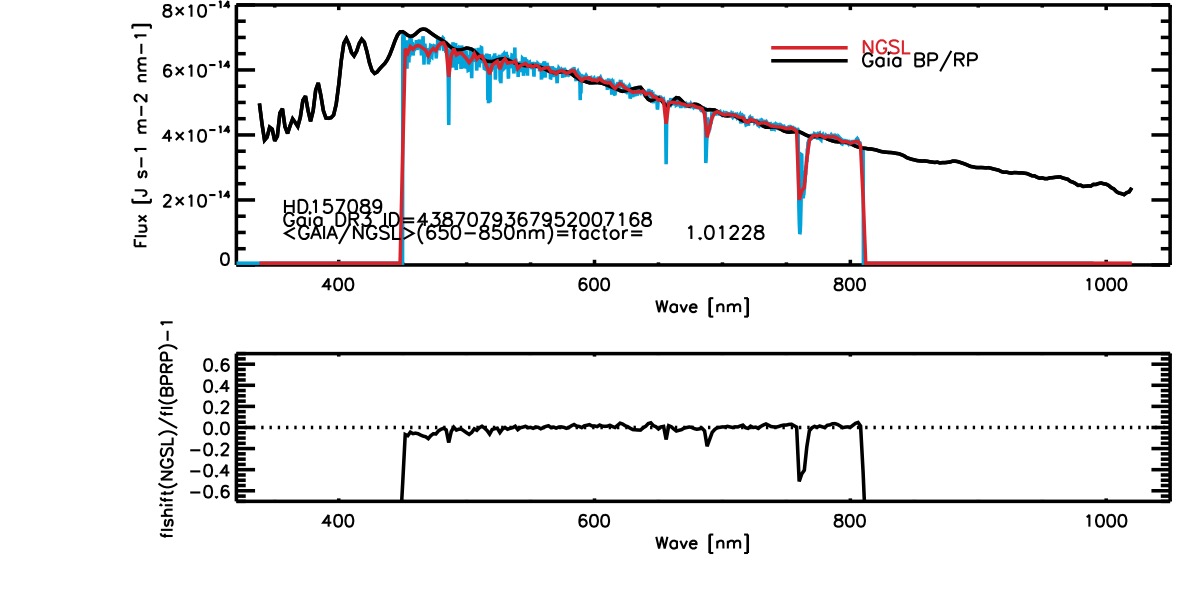 8×10⁻¹⁴
6×10⁻¹⁴
4×10⁻¹⁴
2×10⁻¹⁴
0
Flux [J s−1 m−2 nm−1]
NGSL
Gaia BP/RP
HD157089
Gaia DR3 ID=4387079367952007168
<GAIA/NGSL>(650−850nm)=factor= 1.01228
400 600 800 1000
Wave [nm]
flshift(NGSL)/fl(BPRP)−1
0.6
0.4
0.2
0.0
−0.2
−0.4
−0.6
400 600 800 1000
Wave [nm]